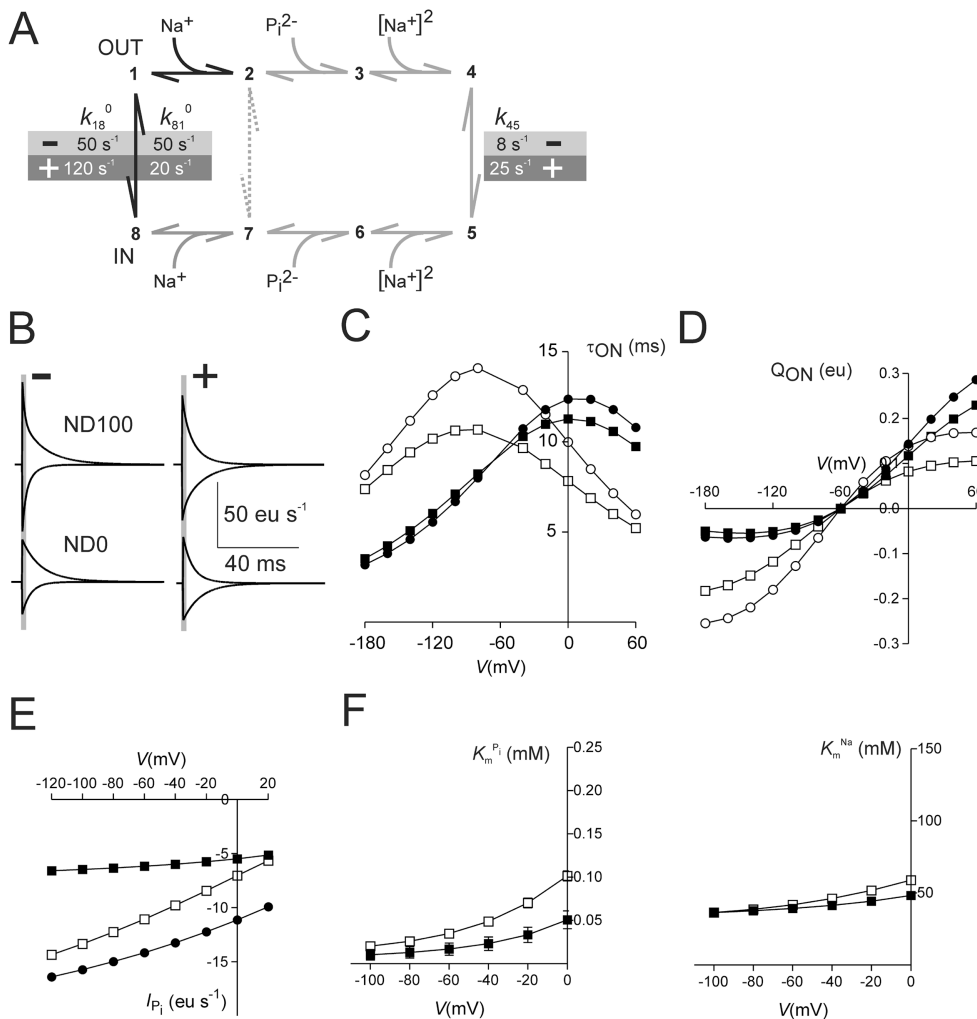 A
Na⁺ Pᵢ²⁻ [Na⁺]²
OUT
1 2 3 4
k₁₈⁰ k₈₁⁰ k₄₅
− 50 s⁻¹ 50 s⁻¹ 8 s⁻¹ −
+ 120 s⁻¹ 20 s⁻¹ 25 s⁻¹ +
8 7 6 5
IN
Na⁺ Pᵢ²⁻ [Na⁺]²
B
− +
ND100
ND0
50 eu s⁻¹
40 ms
C
τON (ms)
15
10
5
-180 -120 -60 0 60
V(mV)
D
QON (eu)
0.3
0.2
0.1
V(mV)
-180 -120 -60 60
0.0
-0.1
-0.2
-0.3
E
V(mV)
-120 -100 -80 -60 -40 -20 20
0
-5
-10
-15
IPᵢ (eu s⁻¹)
F
KₘPᵢ (mM)
0.25
0.20
0.15
0.10
0.05
-100 -80 -60 -40 -20 0
V(mV)
KₘNa (mM)
150
100
50
-100 -80 -60 -40 -20 0
V(mV)